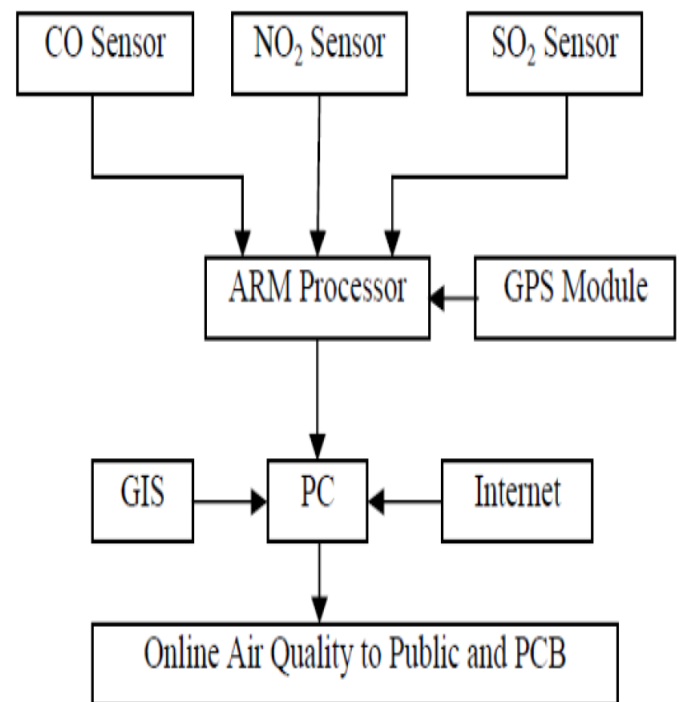 CO Sensor
NO₂ Sensor
SO₂ Sensor
ARM Processor
GPS Module
GIS
PC
Internet
Online Air Quality to Public and PCB